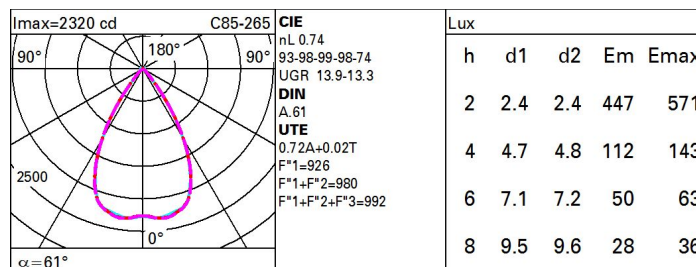 Imax=2320 cd C85-265
90° 180° 90°
2500
0°
α=61°
CIE
nL 0.74
93-98-99-98-74
UGR 13.9-13.3
DIN
A.61
UTE
0.72A+0.02T
F"1=926
F"1+F"2=980
F"1+F"2+F"3=992
Lux
h d1 d2 Em Emax
2 2.4 2.4 447 571
4 4.7 4.8 112 143
6 7.1 7.2 50 63
8 9.5 9.6 28 36